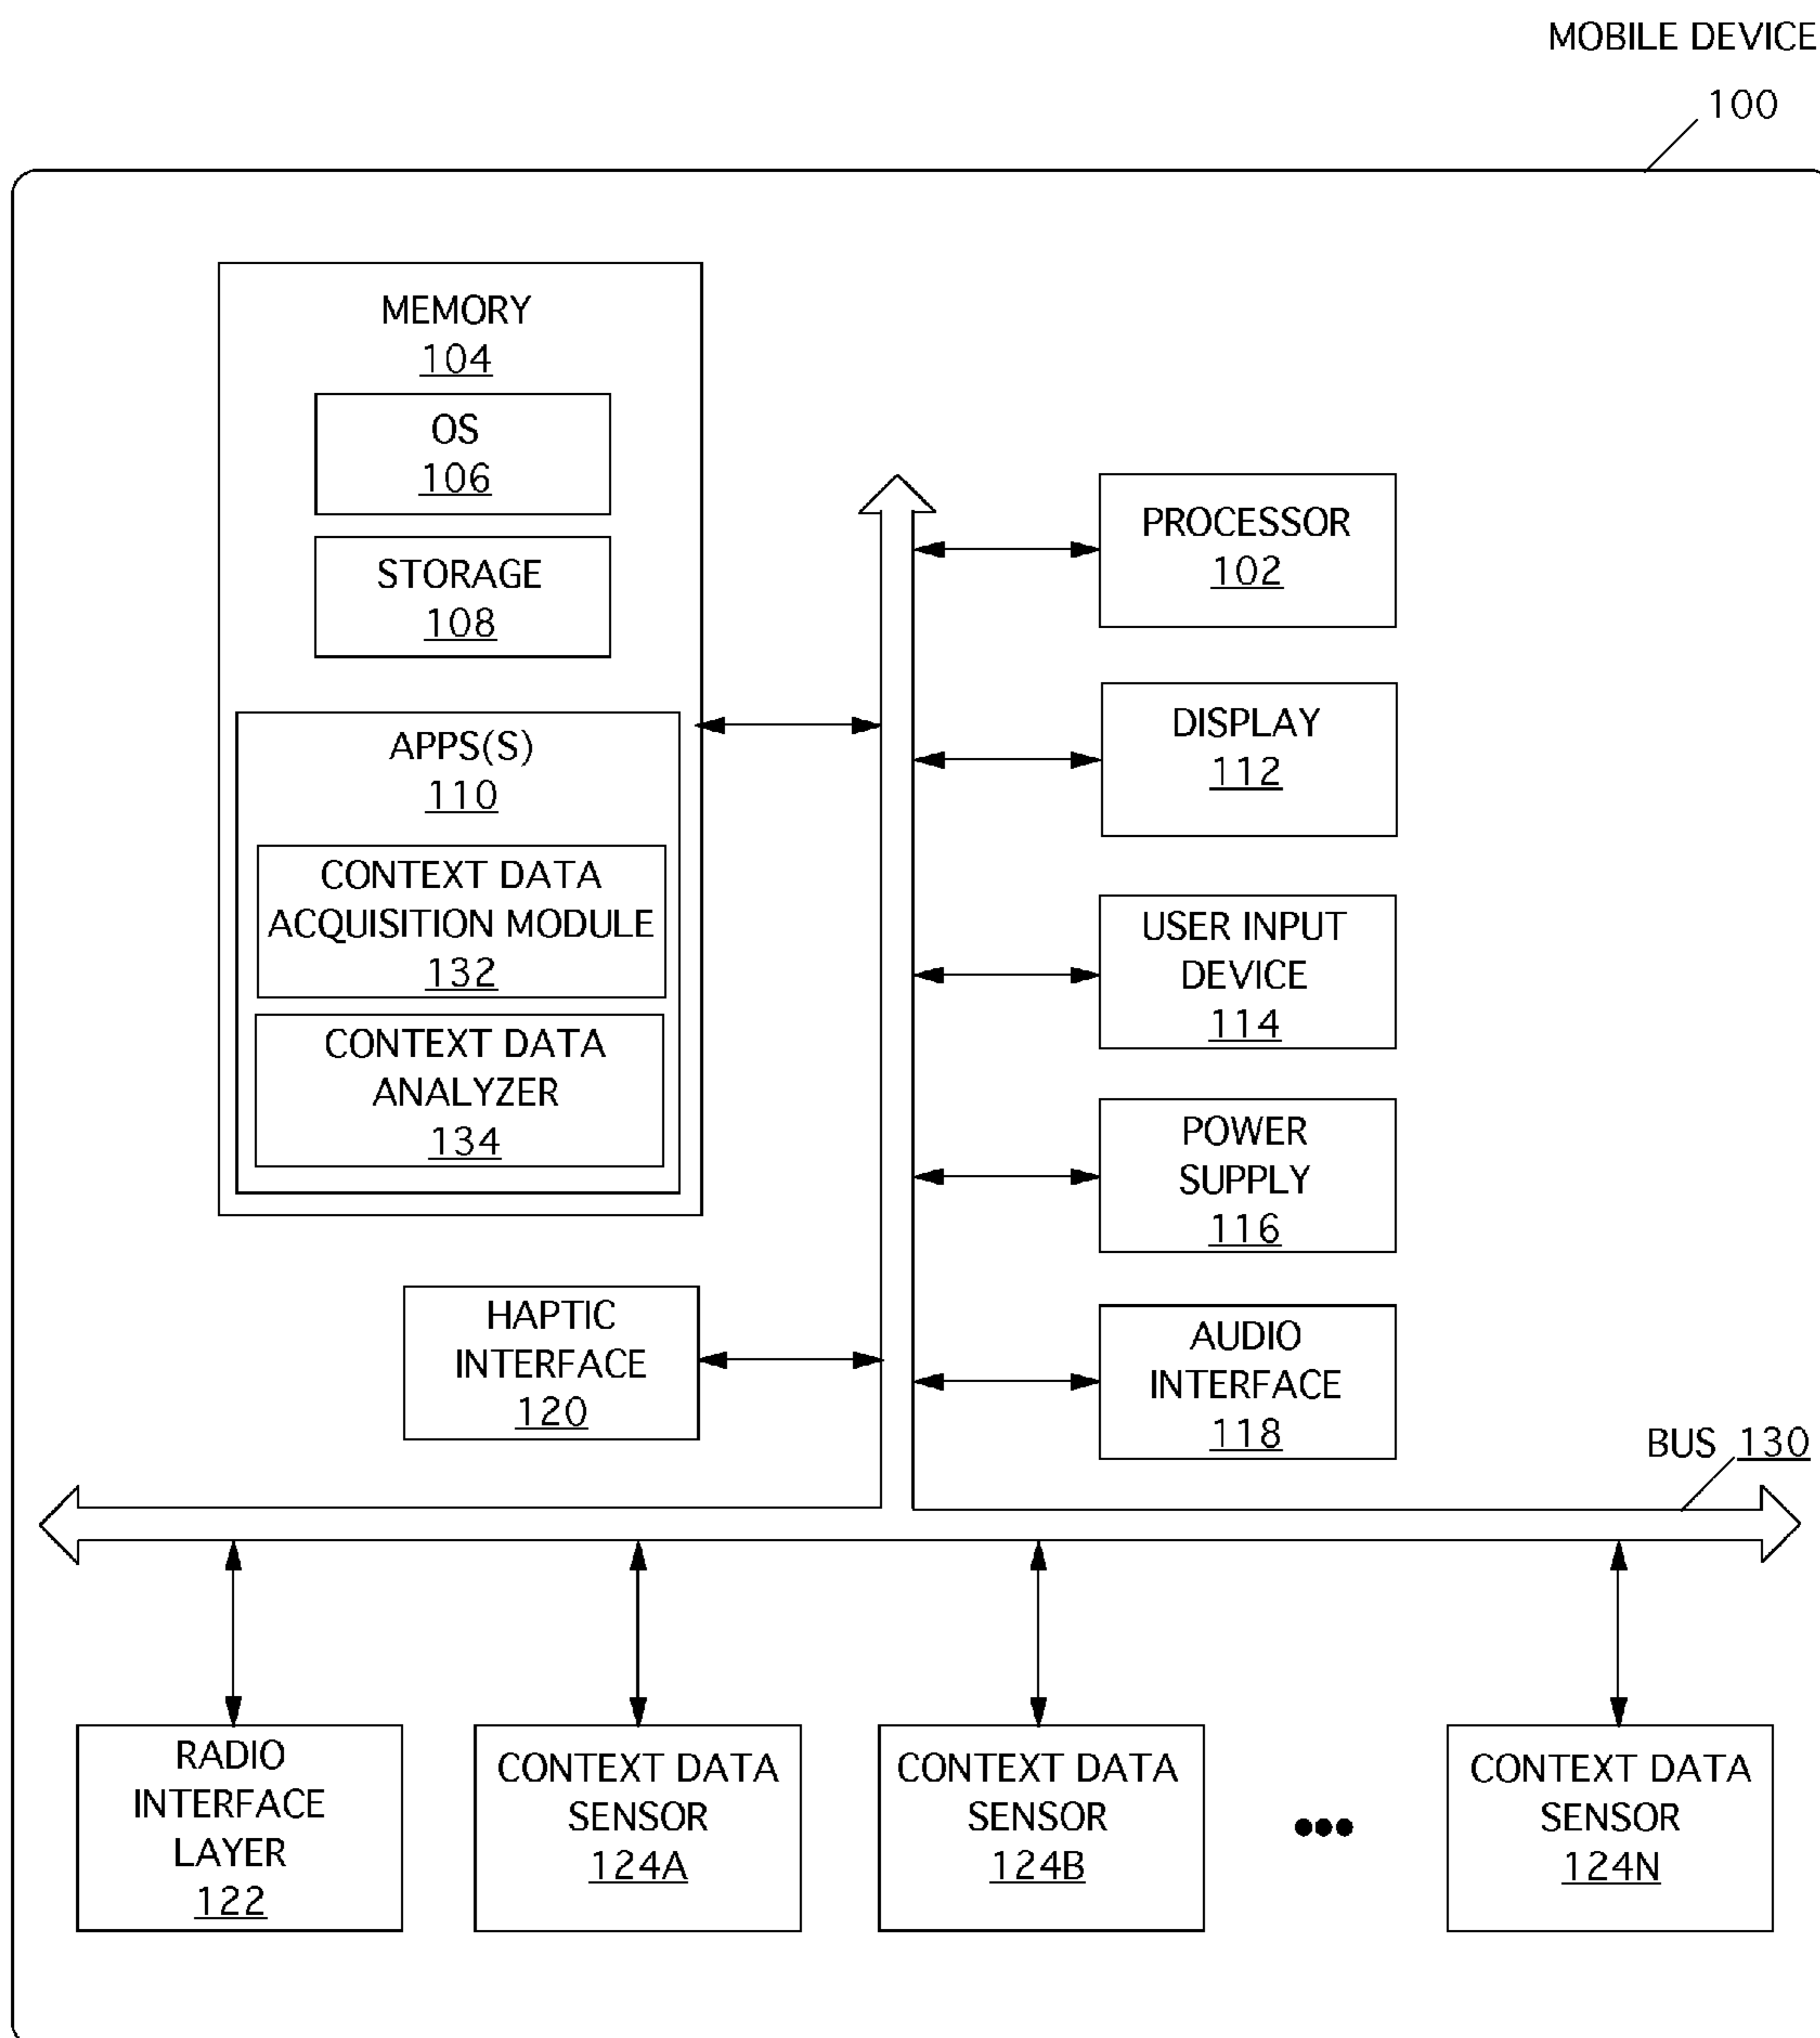 MOBILE DEVICE
100
MEMORY
104
OS
106
STORAGE
108
APPS(S)
110
CONTEXT DATA
ACQUISITION MODULE
132
CONTEXT DATA
ANALYZER
134
PROCESSOR
102
DISPLAY
112
USER INPUT
DEVICE
114
POWER
SUPPLY
116
HAPTIC
INTERFACE
120
AUDIO
INTERFACE
118
BUS 130
RADIO
INTERFACE
LAYER
122
CONTEXT DATA
SENSOR
124A
CONTEXT DATA
SENSOR
124B
CONTEXT DATA
SENSOR
124N